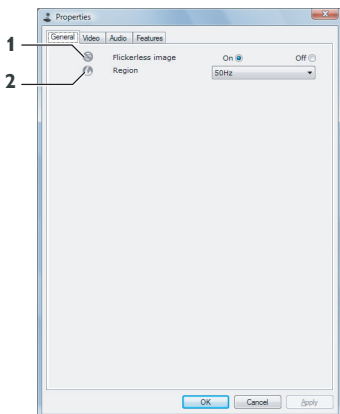 Properties
General Video Audio Features
1 Flickerless image On Off
2 Region 50Hz
OK Cancel Apply